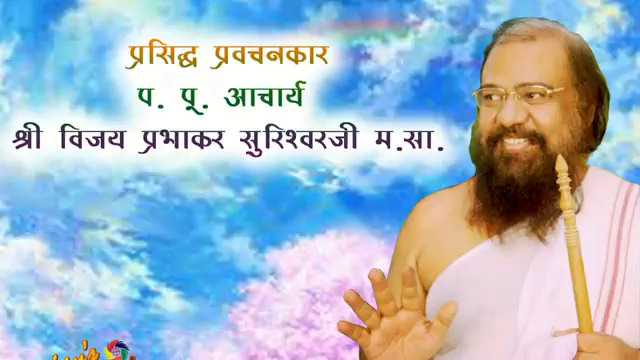 प्रसिद्ध प्रवचनकार
प. पू. आचार्य
श्री विजय प्रभाकर सुरिश्वरजी म.सा.